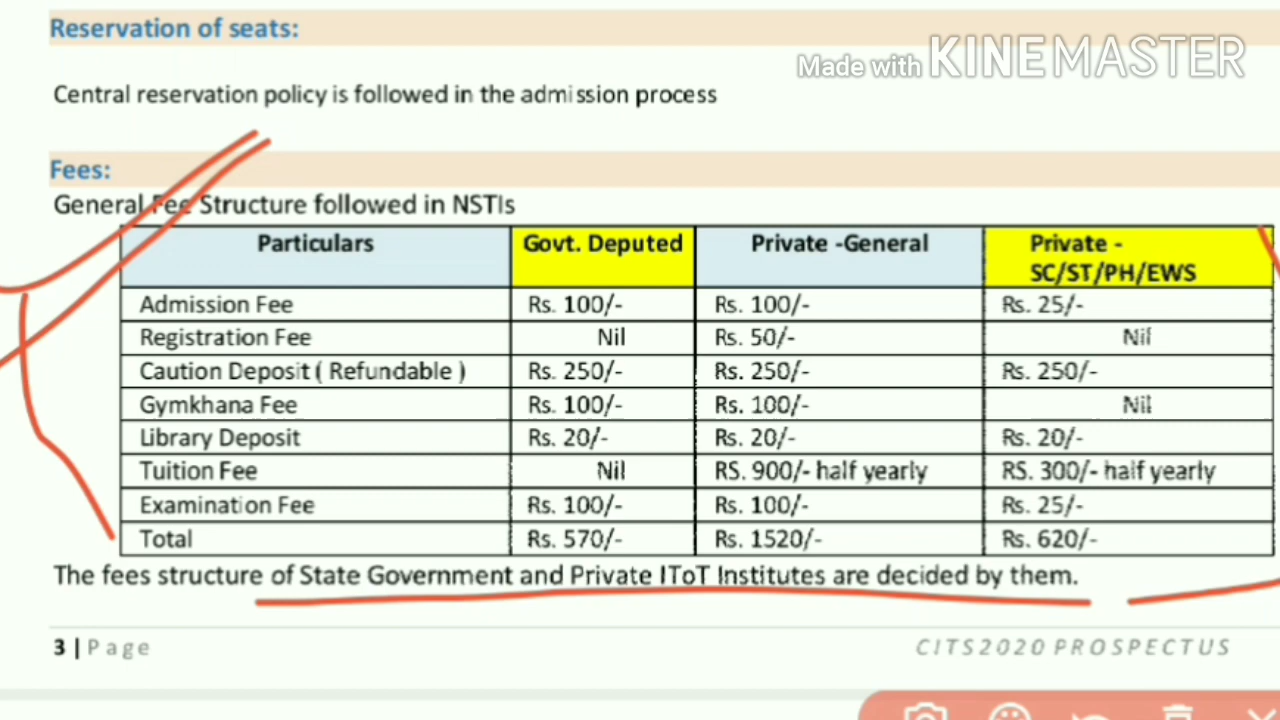 Reservation of seats:
Made with KINEMASTER
Central reservation policy is followed in the admission process
Fees:
General Fee Structure followed in NSTIs
Particulars Govt. Deputed Private -General Private - SC/ST/PH/EWS
Admission Fee Rs. 100/- Rs. 100/- Rs. 25/-
Registration Fee Nil Rs. 50/- Nil
Caution Deposit ( Refundable ) Rs. 250/- Rs. 250/- Rs. 250/-
Gymkhana Fee Rs. 100/- Rs. 100/- Nil
Library Deposit Rs. 20/- Rs. 20/- Rs. 20/-
Tuition Fee Nil RS. 900/- half yearly RS. 300/- half yearly
Examination Fee Rs. 100/- Rs. 100/- Rs. 25/-
Total Rs. 570/- Rs. 1520/- Rs. 620/-
The fees structure of State Government and Private IToT Institutes are decided by them.
3 | Page CITS2020 PROSPECTUS